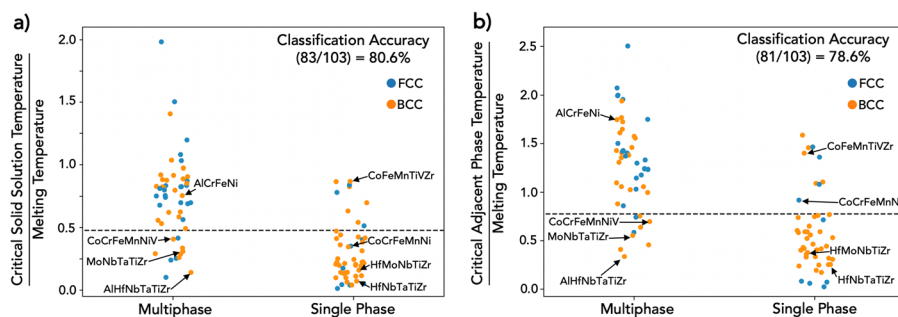 a)
Critical Solid Solution Temperature
Melting Temperature
2.0
1.5
1.0
0.5
0.0
Classification Accuracy
(83/103) = 80.6%
FCC
BCC
AlCrFeNi
CoCrFeMnNiV
MoNbTaTiZr
AlHfNbTaTiZr
CoFeMnTiVZr
CoCrFeMnNi
HfMoNbTiZr
HfNbTaTiZr
Multiphase
Single Phase
b)
Critical Adjacent Phase Temperature
Melting Temperature
2.5
2.0
1.5
1.0
0.5
0.0
Classification Accuracy
(81/103) = 78.6%
FCC
BCC
AlCrFeNi
CoCrFeMnNiV
MoNbTaTiZr
AlHfNbTaTiZr
CoFeMnTiVZr
CoCrFeMnN
HfMoNbTiZr
HfNbTaTiZr
Multiphase
Single Phase